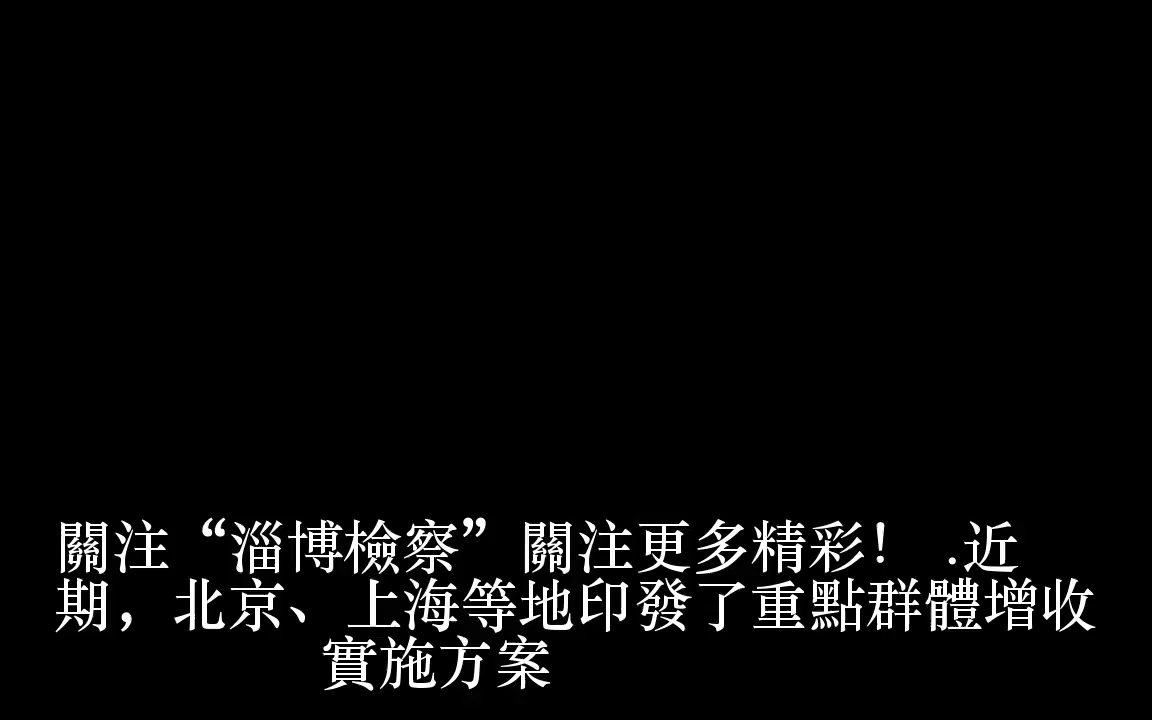 關注“淄博檢察”關注更多精彩！ .近
期，北京、上海等地印發了重點群體增收
實施方案